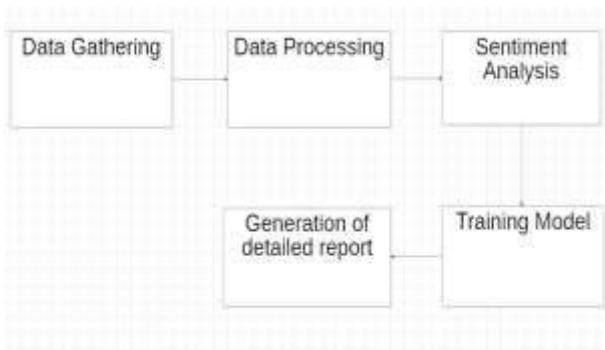 Data Gathering
Data Processing
Sentiment
Analysis
Training Model
Generation of
detailed report